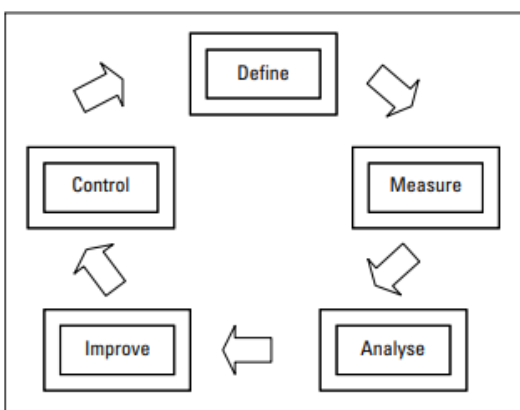 Define
Measure
Analyse
Improve
Control